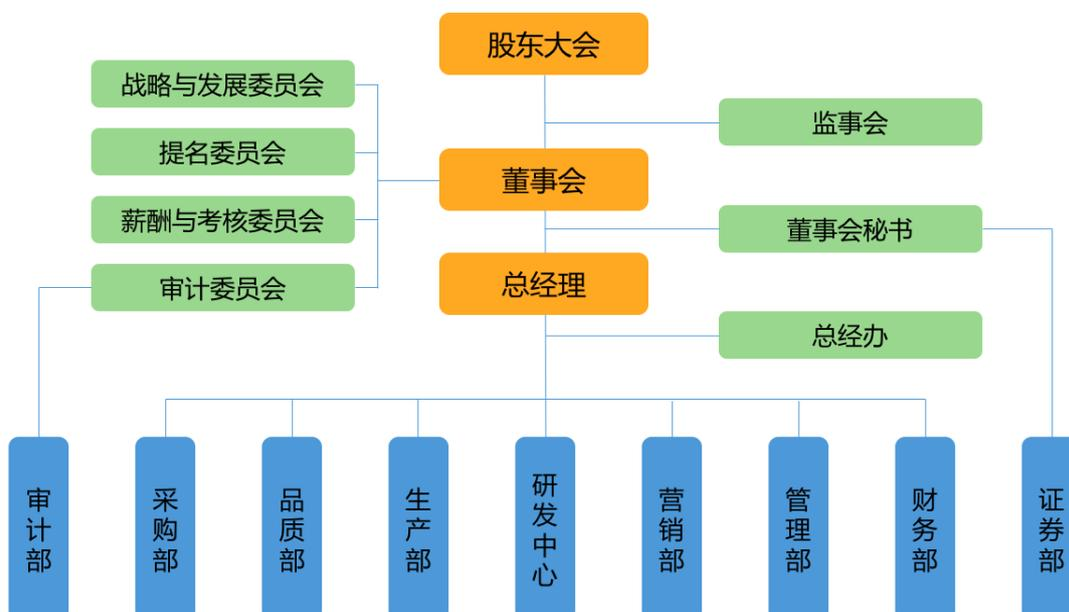 股东大会
战略与发展委员会
监事会
提名委员会
董事会
薪酬与考核委员会
董事会秘书
审计委员会
总经理
总经办
审计部
采购部
品质部
生产部
研发中心
营销部
管理部
财务部
证券部